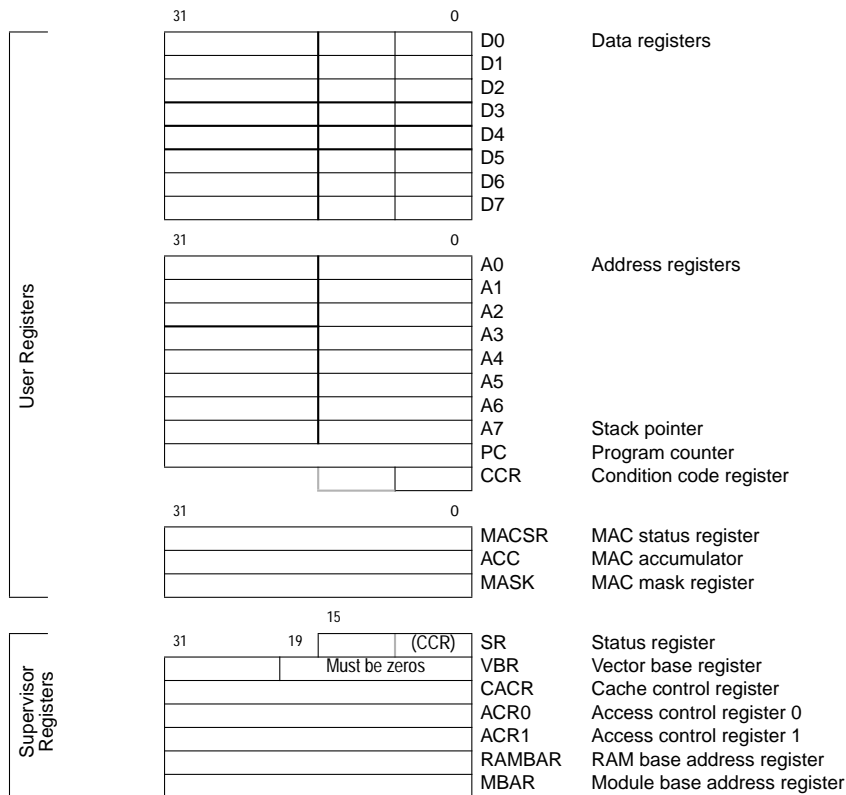 31 0
D0 Data registers
D1
D2
D3
D4
D5
D6
D7
31 0
A0 Address registers
A1
A2
A3
A4
A5
A6
A7 Stack pointer
PC Program counter
CCR Condition code register
User Registers
31 0
MACSR MAC status register
ACC MAC accumulator
MASK MAC mask register
15
31 19 (CCR) SR Status register
Must be zeros VBR Vector base register
CACR Cache control register
ACR0 Access control register 0
ACR1 Access control register 1
RAMBAR RAM base address register
MBAR Module base address register
Supervisor
Registers